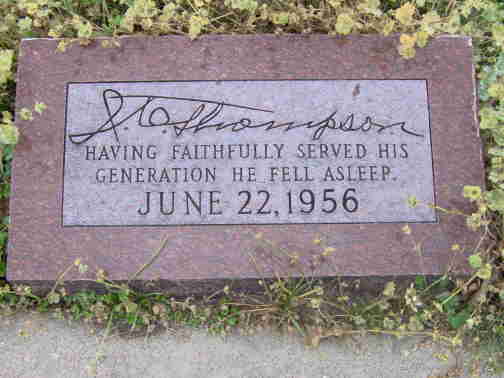 S.C. Thompson
HAVING FAITHFULLY SERVED HIS
GENERATION HE FELL ASLEEP.
JUNE 22, 1956